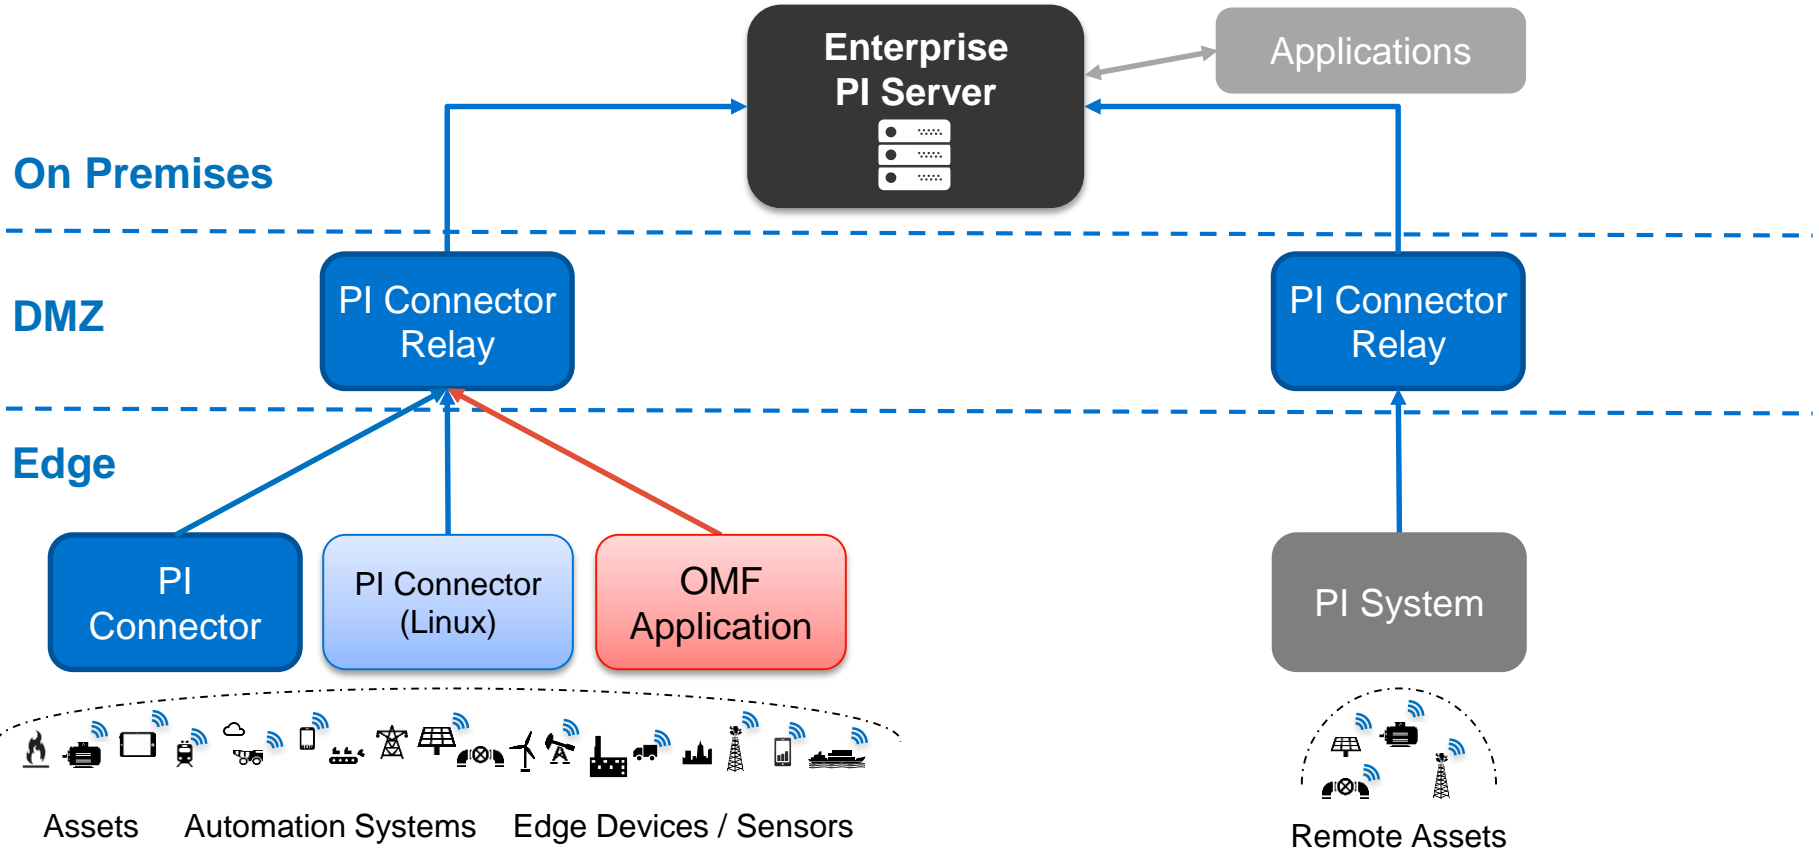 Enterprise
PI Server
Applications
On Premises
DMZ
PI Connector
Relay
PI Connector
Relay
Edge
PI
Connector
PI Connector
(Linux)
OMF
Application
PI System
Assets
Automation Systems
Edge Devices / Sensors
Remote Assets